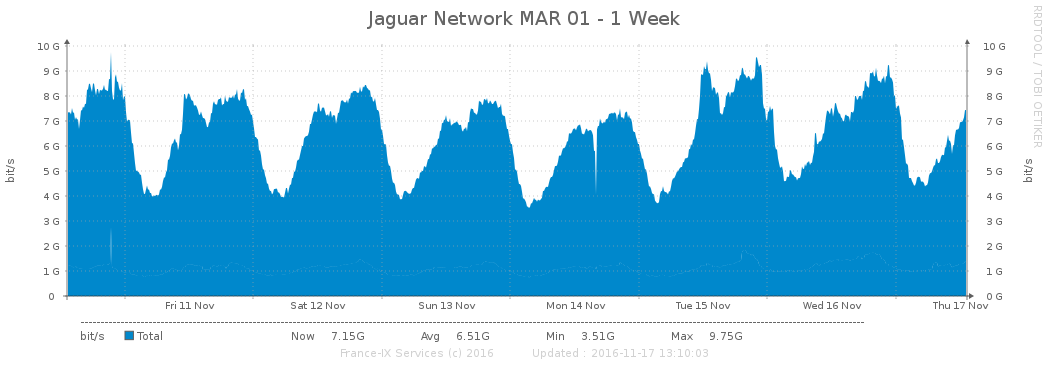 Jaguar Network MAR 01 - 1 Week
RRDTOOL / TOBI OETIKER
bit/s
bit/s
10 G 10 G
9 G 9 G
8 G 8 G
7 G 7 G
6 G 6 G
5 G 5 G
4 G 4 G
3 G 3 G
2 G 2 G
1 G 1 G
0 0 G
Fri 11 Nov Sat 12 Nov Sun 13 Nov Mon 14 Nov Tue 15 Nov Wed 16 Nov Thu 17 Nov
bit/s Total Now 7.15G Avg 6.51G Min 3.51G Max 9.75G
France-IX Services (c) 2016 Updated : 2016-11-17 13:10:03